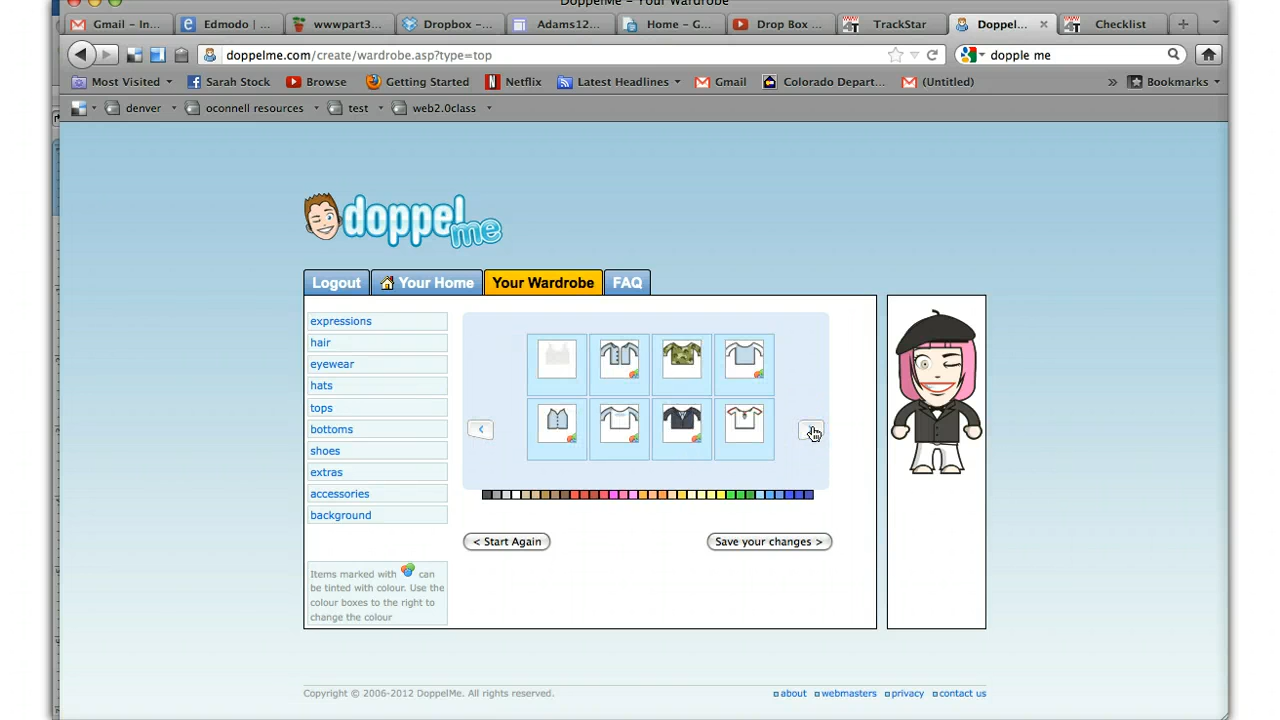 DoppelMe – Your Wardrobe
Gmail – In...
Edmodo | ...
wwwpart3...
Dropbox –...
Adams12...
Home – G...
Drop Box ...
TrackStar
Doppel...
Checklist
doppelme.com/create/wardrobe.asp?type=top
dopple me
Most Visited
Sarah Stock
Browse
Getting Started
Netflix
Latest Headlines
Gmail
Colorado Depart...
(Untitled)
Bookmarks
denver
oconnell resources
test
web2.0class
doppel me
Logout
Your Home
Your Wardrobe
FAQ
expressions
hair
eyewear
hats
tops
bottoms
shoes
extras
accessories
background
< Start Again
Save your changes >
Items marked with can
be tinted with colour. Use the
colour boxes to the right to
change the colour
Copyright © 2006-2012 DoppelMe. All rights reserved.
about
webmasters
privacy
contact us